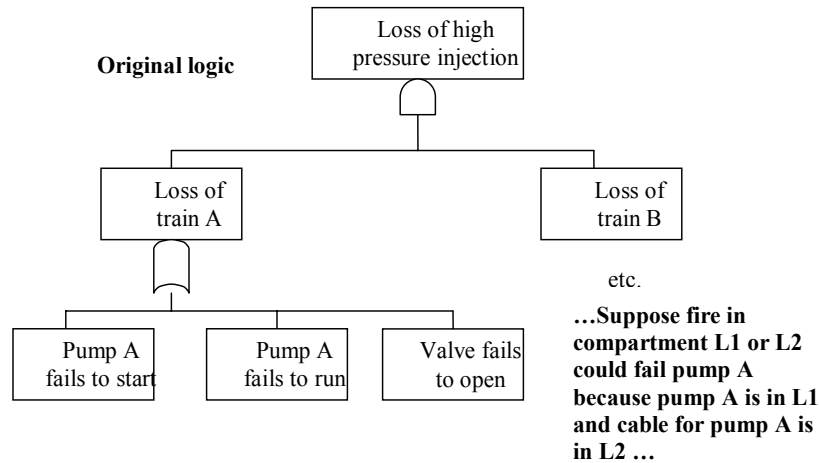 Loss of high
pressure injection
Original logic
Loss of
train A
Loss of
train B
etc.
Pump A
fails to start
Pump A
fails to run
Valve fails
to open
…Suppose fire in
compartment L1 or L2
could fail pump A
because pump A is in L1
and cable for pump A is
in L2 …